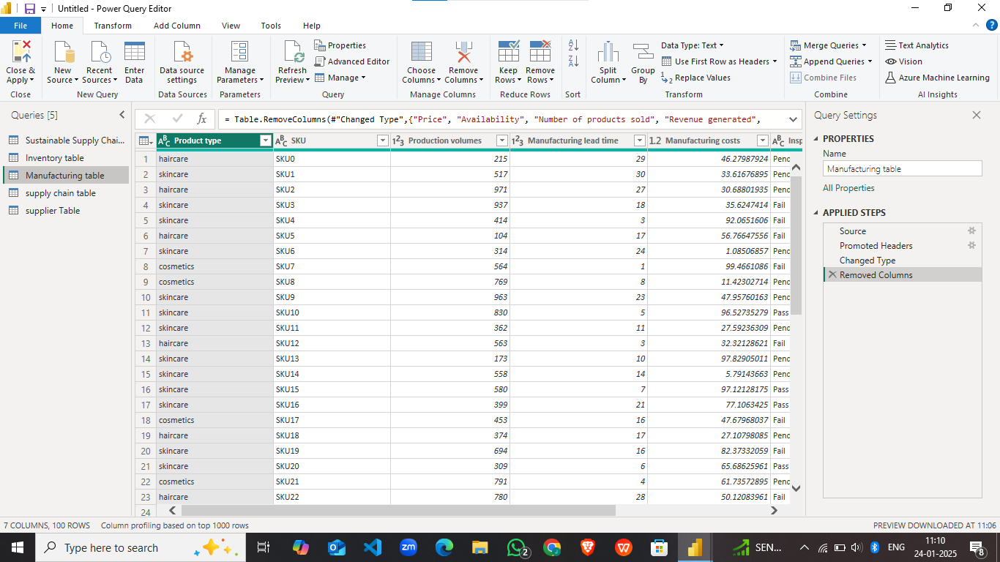 Untitled - Power Query Editor
File Home Transform Add Column View Tools Help
Close & Apply
New Source
Recent Sources
Enter Data
Data source settings
Manage Parameters
Refresh Preview
Properties
Advanced Editor
Manage
Choose Columns
Remove Columns
Keep Rows
Remove Rows
Split Column
Group By
Data Type: Text
Use First Row as Headers
Replace Values
Merge Queries
Append Queries
Combine Files
Text Analytics
Vision
Azure Machine Learning
Close New Query Data Sources Parameters Query Manage Columns Reduce Rows Sort Transform Combine AI Insights
Queries [5]
Sustainable Supply Chai...
Inventory table
Manufacturing table
supply chain table
supplier Table
= Table.RemoveColumns(#"Changed Type",{"Price", "Availability", "Number of products sold", "Revenue generated",
Product type SKU Production volumes Manufacturing lead time Manufacturing costs Insp
1 haircare SKU0 215 29 46.27987924 Pend
2 skincare SKU1 517 30 33.61676895 Pend
3 haircare SKU2 971 27 30.68801935 Pend
4 skincare SKU3 937 18 35.6247414 Fail
5 skincare SKU4 414 3 92.0651606 Fail
6 haircare SKU5 104 17 56.76647556 Fail
7 skincare SKU6 314 24 1.08506857 Pend
8 cosmetics SKU7 564 1 99.4661086 Fail
9 cosmetics SKU8 769 8 11.42302714 Pend
10 skincare SKU9 963 23 47.95760163 Pend
11 skincare SKU10 830 5 96.52735279 Pass
12 skincare SKU11 362 11 27.59236309 Pend
13 haircare SKU12 563 3 32.32128621 Fail
14 skincare SKU13 173 10 97.82905011 Pend
15 skincare SKU14 558 14 5.79143663 Pend
16 skincare SKU15 580 7 97.12128175 Pass
17 skincare SKU16 399 21 77.1063425 Pass
18 cosmetics SKU17 453 16 47.67968037 Fail
19 haircare SKU18 374 17 27.10798085 Pend
20 skincare SKU19 694 16 82.37332059 Fail
21 skincare SKU20 309 6 65.68625961 Pass
22 cosmetics SKU21 791 4 61.73572895 Pend
23 haircare SKU22 780 28 50.12083961 Fail
24
Query Settings
PROPERTIES
Name
Manufacturing table
All Properties
APPLIED STEPS
Source
Promoted Headers
Changed Type
Removed Columns
7 COLUMNS, 100 ROWS Column profiling based on top 1000 rows PREVIEW DOWNLOADED AT 11:06
Type here to search
zm
2
SEN...
ENG
11:10
24-01-2025
8